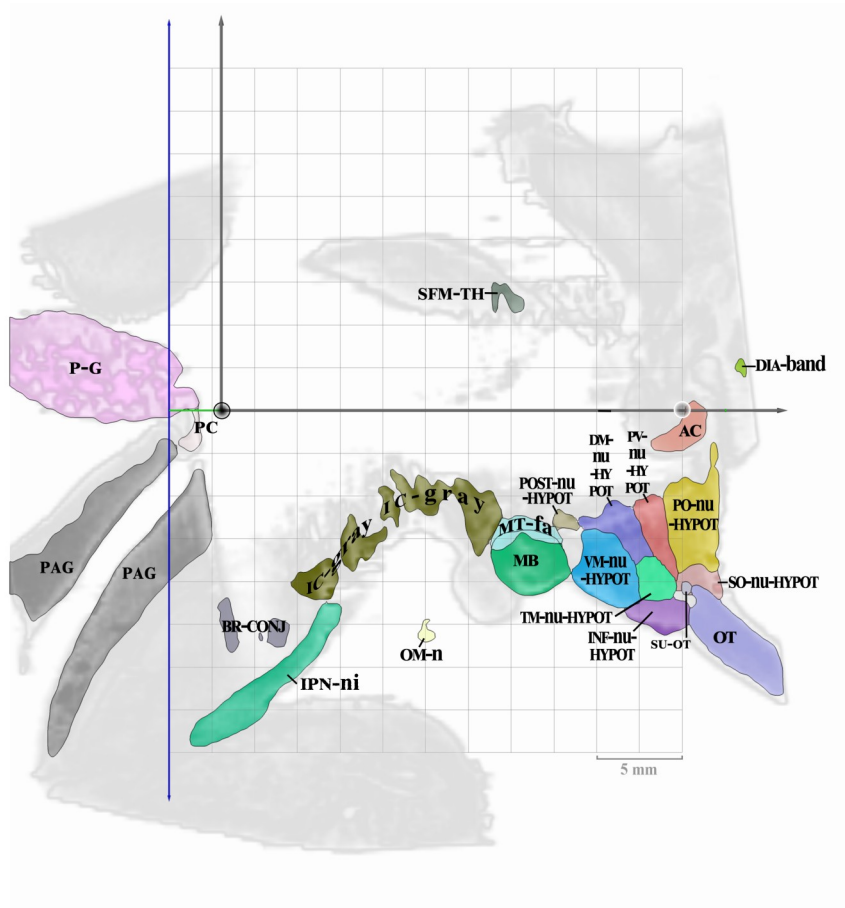 SFM-TH
P-G
DIA-band
PC
AC
DM-
nu
-HY
POT
PV-
nu
-HY
POT
IC-gray
POST-nu
-HYPOT
PO-nu
-HYPOT
MT-fa
IC-gray
PAG
PAG
MB
VM-nu
-HYPOT
SO-nu-HYPOT
TM-nu-HYPOT
BR-CONJ
INF-nu-
HYPOT
SU-OT
OT
OM-n
IPN-ni
5 mm